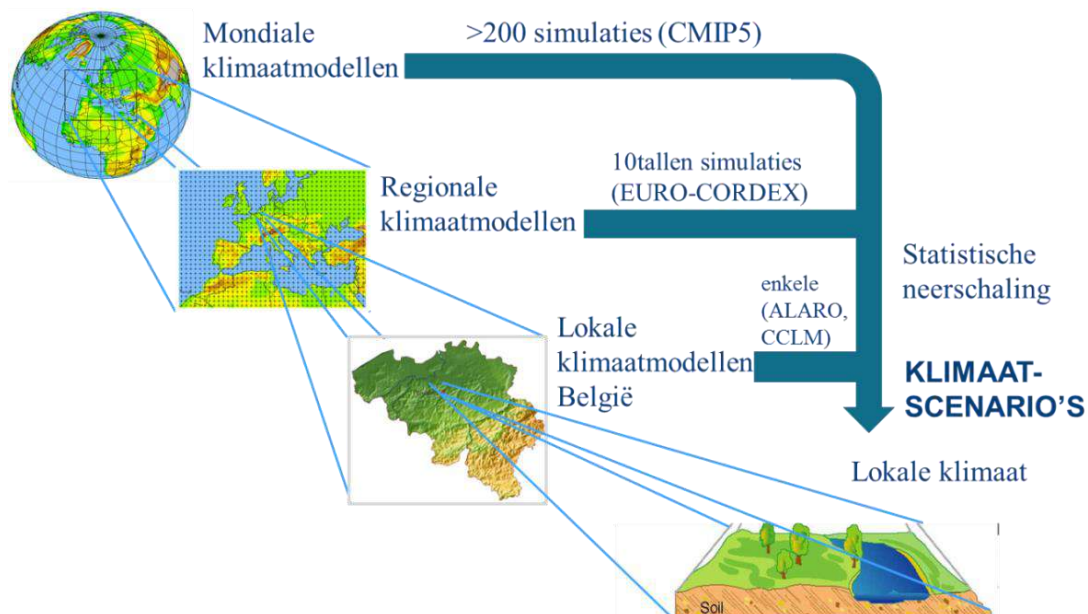 Mondiale
klimaatmodellen
>200 simulaties (CMIP5)
Regionale
klimaatmodellen
10tallen simulaties
(EURO-CORDEX)
Statistische
neerschaling
enkele
(ALARO,
CCLM)
Lokale
klimaatmodellen
België
KLIMAAT-
SCENARIO'S
Lokale klimaat
Soil